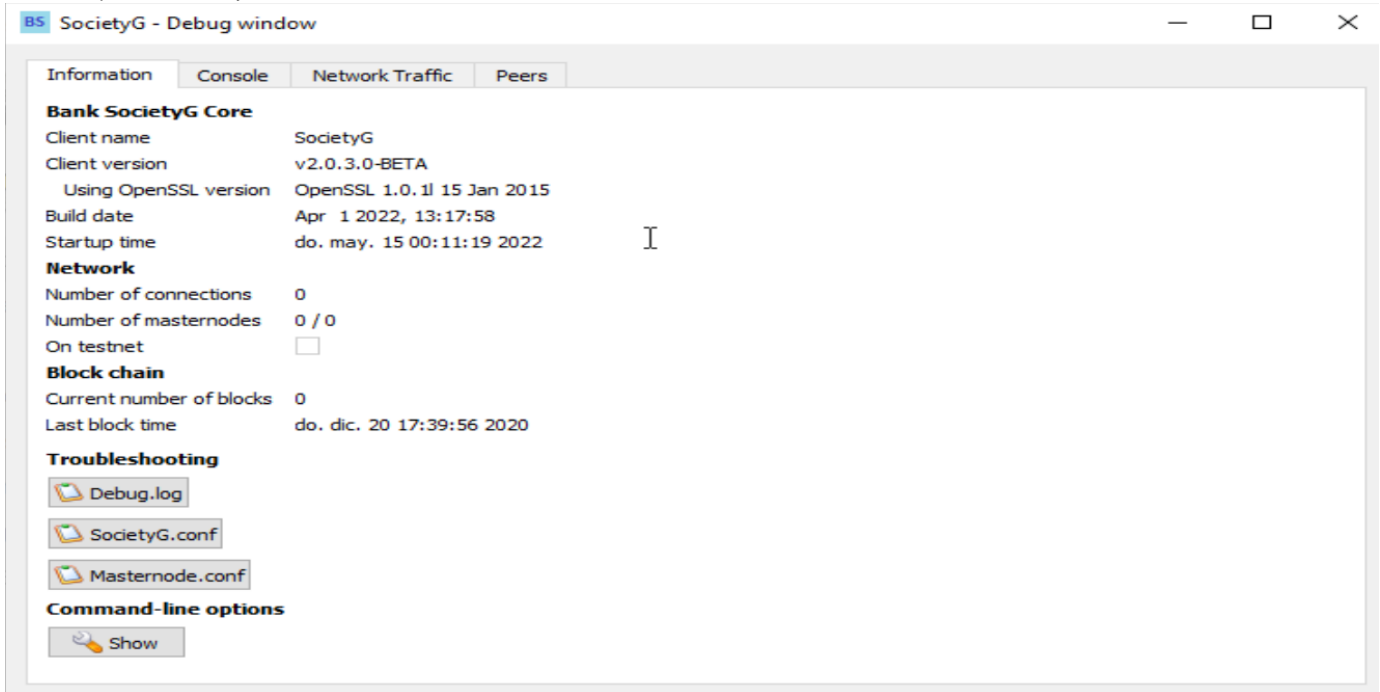 BS SocietyG - Debug window
Information Console Network Traffic Peers
Bank SocietyG Core
Client name SocietyG
Client version v2.0.3.0-BETA
Using OpenSSL version OpenSSL 1.0.1l 15 Jan 2015
Build date Apr 1 2022, 13:17:58
Startup time do. may. 15 00:11:19 2022
Network
Number of connections 0
Number of masternodes 0 / 0
On testnet
Block chain
Current number of blocks 0
Last block time do. dic. 20 17:39:56 2020
Troubleshooting
Debug.log
SocietyG.conf
Masternode.conf
Command-line options
Show